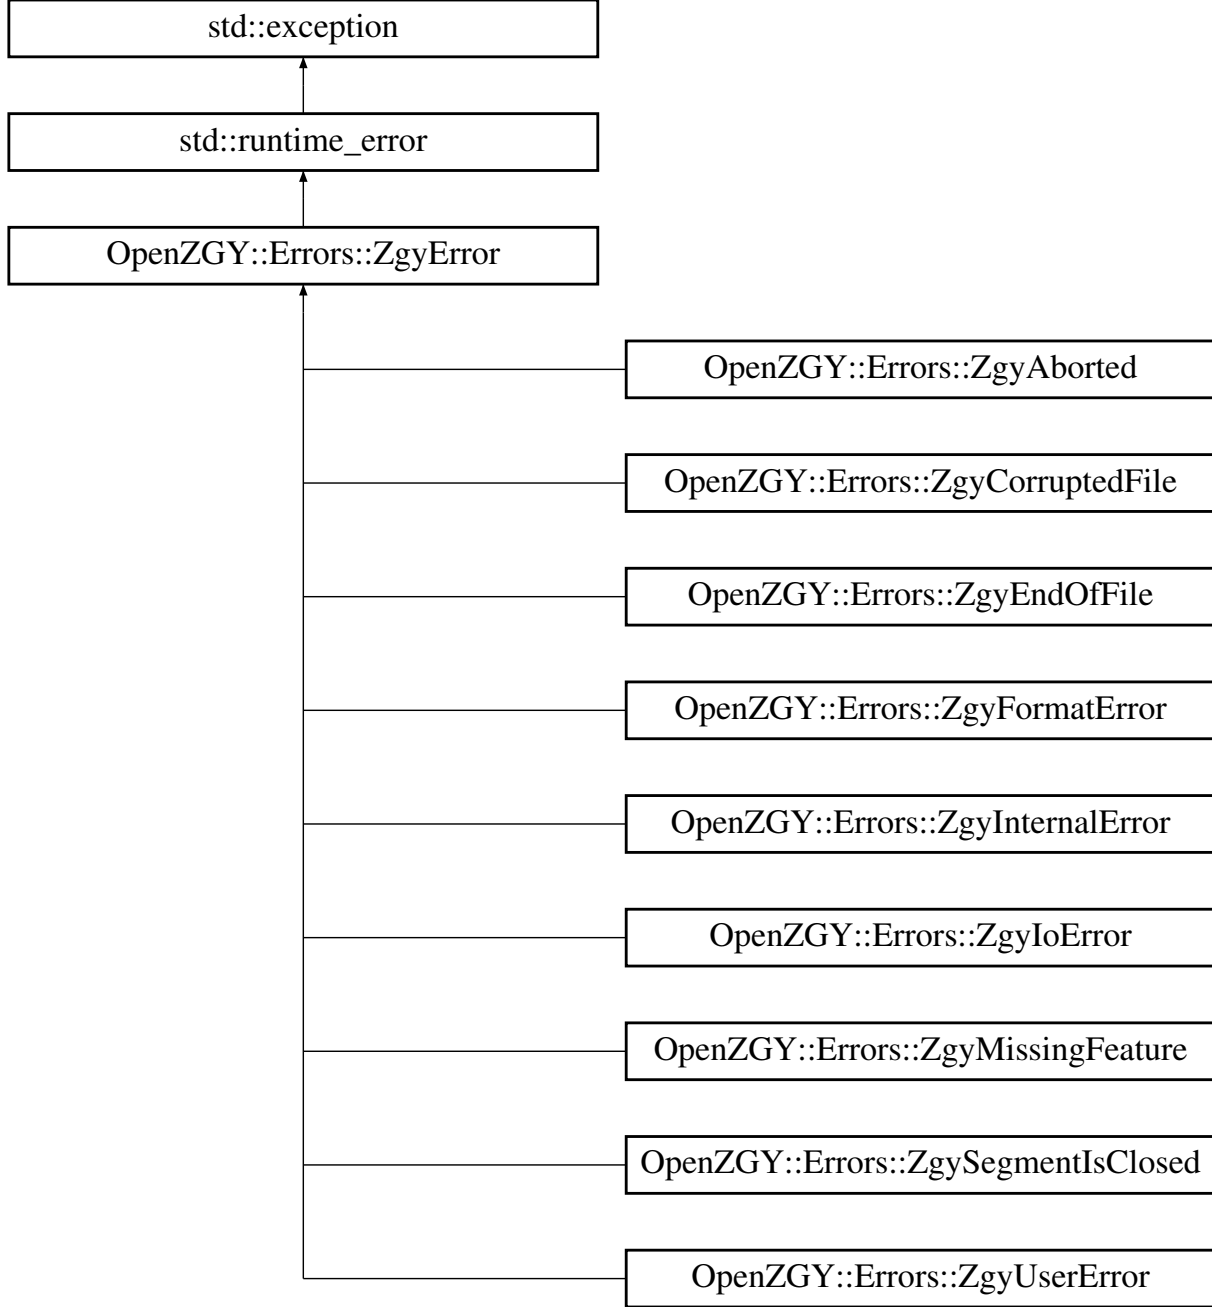 std::exception
std::runtime_error
OpenZGY::Errors::ZgyError
OpenZGY::Errors::ZgyAborted
OpenZGY::Errors::ZgyCorruptedFile
OpenZGY::Errors::ZgyEndOfFile
OpenZGY::Errors::ZgyFormatError
OpenZGY::Errors::ZgyInternalError
OpenZGY::Errors::ZgyIoError
OpenZGY::Errors::ZgyMissingFeature
OpenZGY::Errors::ZgySegmentIsClosed
OpenZGY::Errors::ZgyUserError